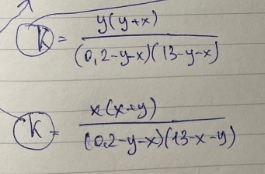 K = y(y+x) / (0,2-y-x)(13-y-x)
K = x(x+y) / (0,2-y-x)(13-x-y)